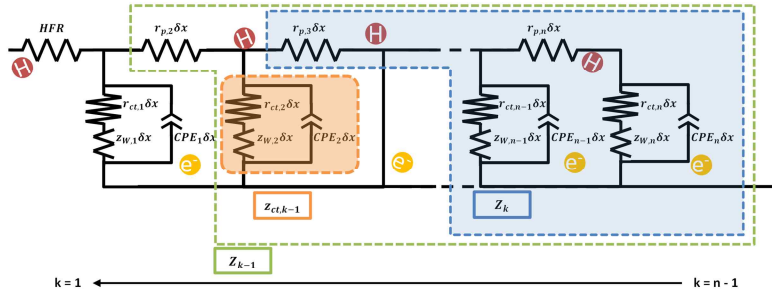 HFR
r_{p,2}δx
r_{p,3}δx
r_{p,n}δx
H
H
H
H
r_{ct,1}δx
z_{W,1}δx
CPE_1δx
r_{ct,2}δx
z_{W,2}δx
CPE_2δx
r_{ct,n-1}δx
z_{W,n-1}δx
CPE_{n-1}δx
r_{ct,n}δx
z_{W,n}δx
CPE_nδx
e-
e-
e-
e-
z_{ct,k-1}
Z_k
Z_{k-1}
k = 1
k = n - 1